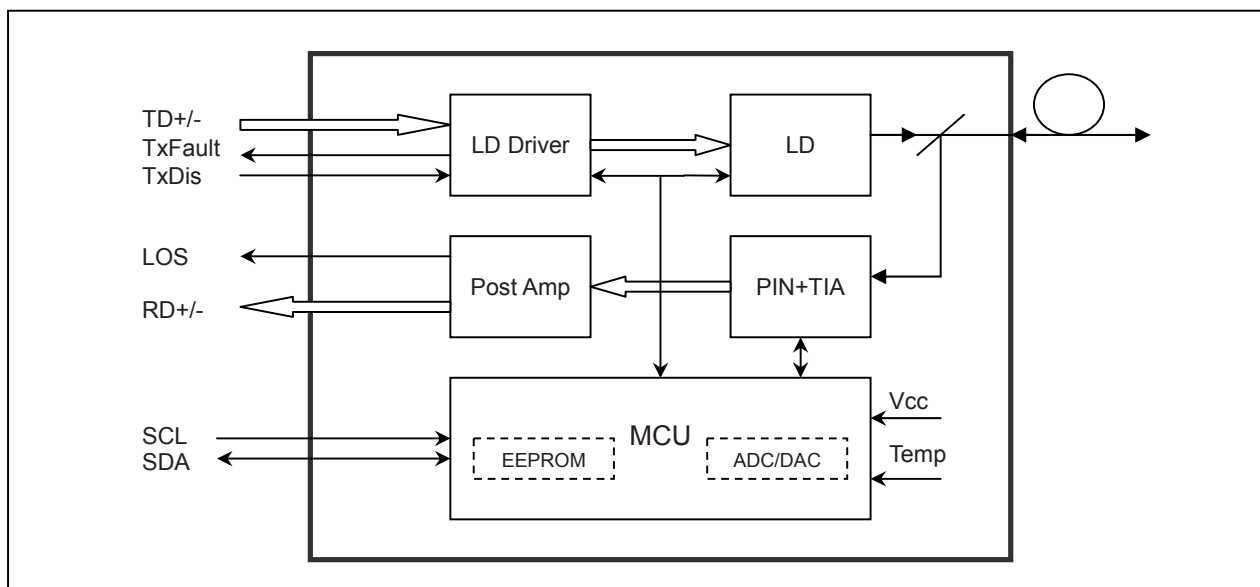 TD+/-
TxFault
TxDis
LD Driver
LD
LOS
RD+/-
Post Amp
PIN+TIA
SCL
SDA
MCU
EEPROM
ADC/DAC
Vcc
Temp